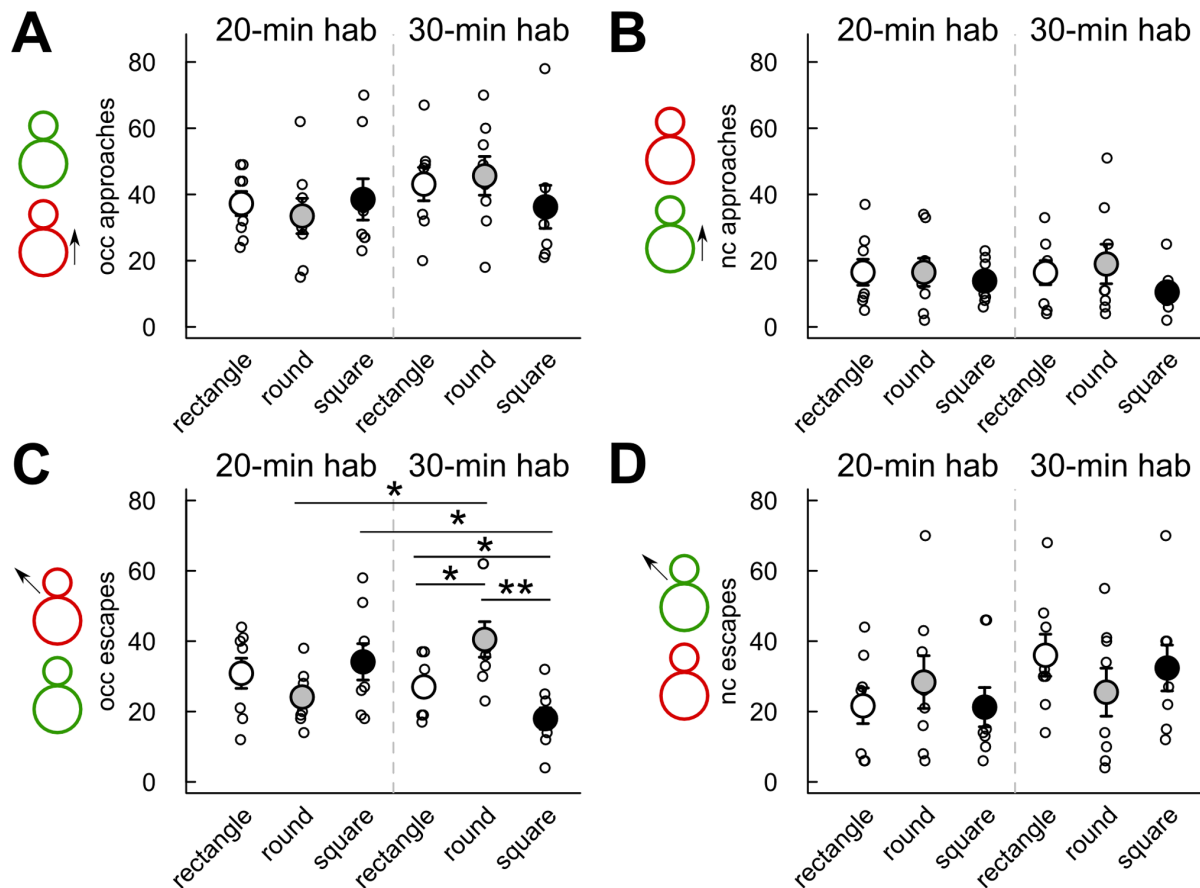 A
20-min hab 30-min hab
occ approaches
80
60
40
20
0
rectangle round square rectangle round square
B
20-min hab 30-min hab
nc approaches
80
60
40
20
0
rectangle round square rectangle round square
C
20-min hab 30-min hab
occ escapes
80
60
40
20
0
*
*
*
*
**
rectangle round square rectangle round square
D
20-min hab 30-min hab
nc escapes
80
60
40
20
0
rectangle round square rectangle round square